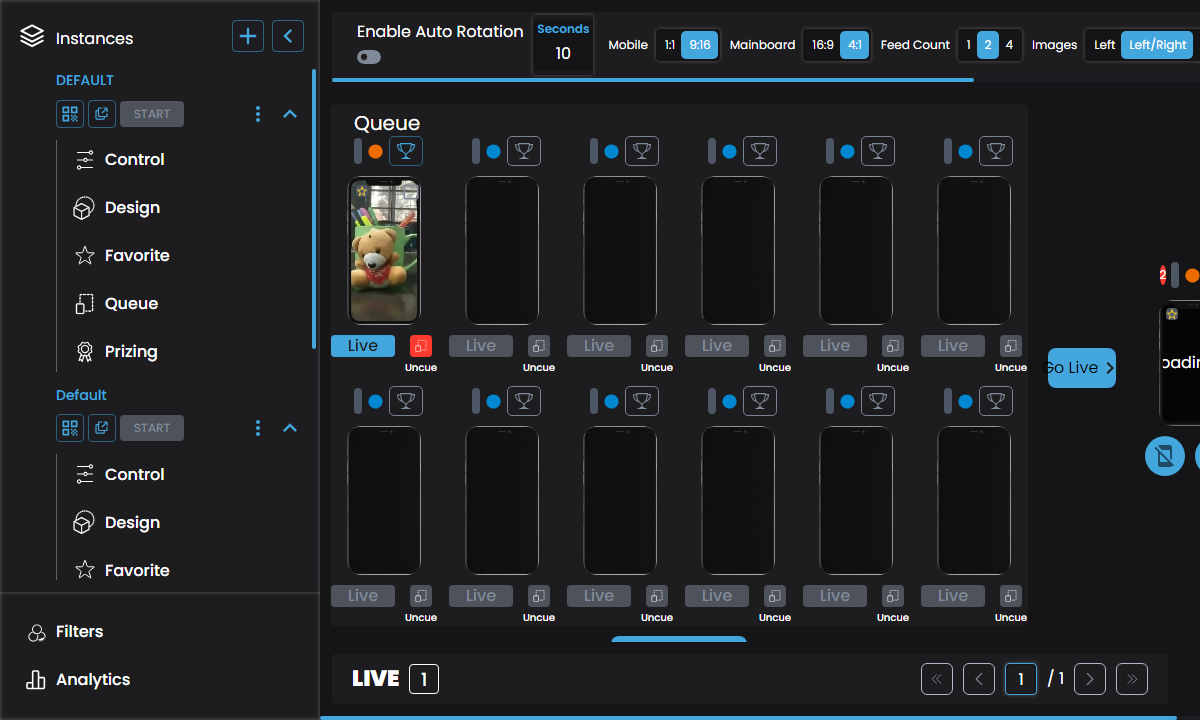 Instances
DEFAULT
START
Control
Design
Favorite
Queue
Prizing
Default
START
Control
Design
Favorite
Filters
Analytics
Enable Auto Rotation
Seconds
10
Mobile 1:1 9:16 Mainboard 16:9 4:1 Feed Count 1 2 4 Images Left Left/Right
Queue
Live Live Live Live Live Live
Uncue Uncue Uncue Uncue Uncue Uncue
Live Live Live Live Live Live
Uncue Uncue Uncue Uncue Uncue Uncue
2
oadin
Go Live
LIVE 1
1 / 1